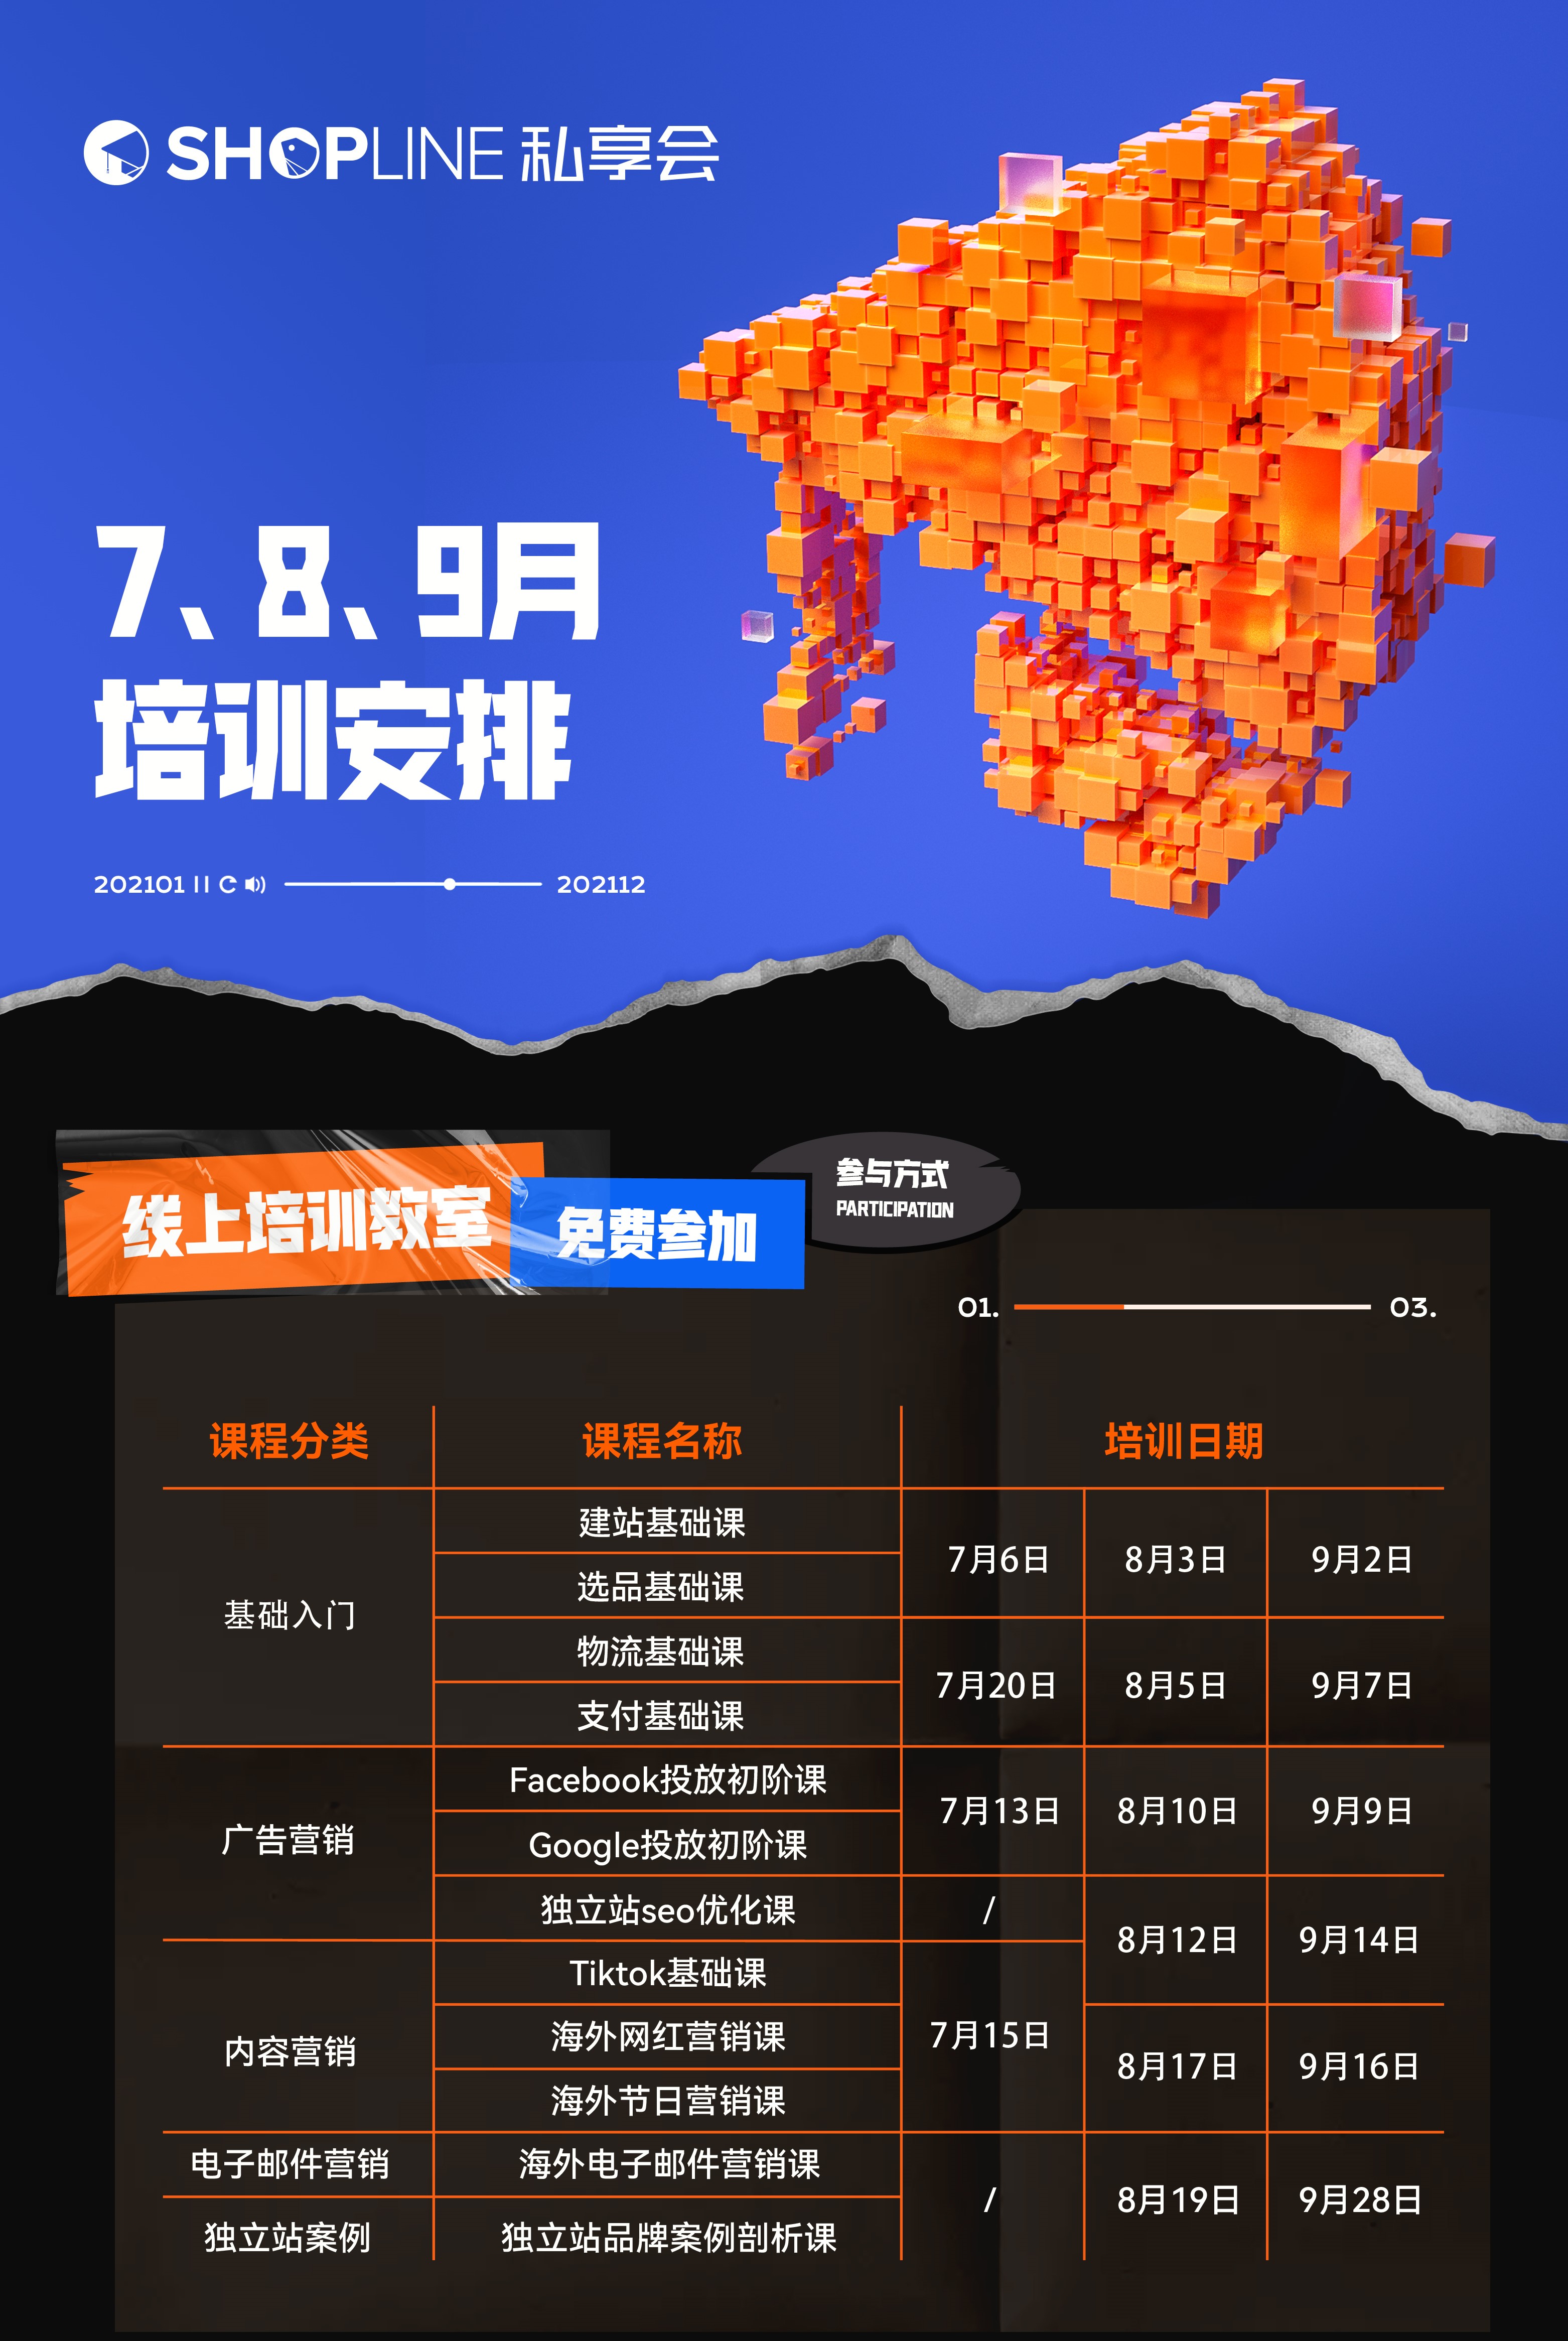 SHOPLINE 私享会
7、8、9月
培训安排
202101 202112
线上培训教室
免费参加
参与方式
PARTICIPATION
01. 03.
课程分类 课程名称 培训日期
基础入门
建站基础课
选品基础课
7月6日 8月3日 9月2日
物流基础课
支付基础课
7月20日 8月5日 9月7日
广告营销
Facebook投放初阶课
Google投放初阶课
7月13日 8月10日 9月9日
独立站seo优化课
/
8月12日 9月14日
内容营销
Tiktok基础课
海外网红营销课
海外节日营销课
7月15日
8月17日 9月16日
电子邮件营销 海外电子邮件营销课
独立站案例 独立站品牌案例剖析课
/ 8月19日 9月28日